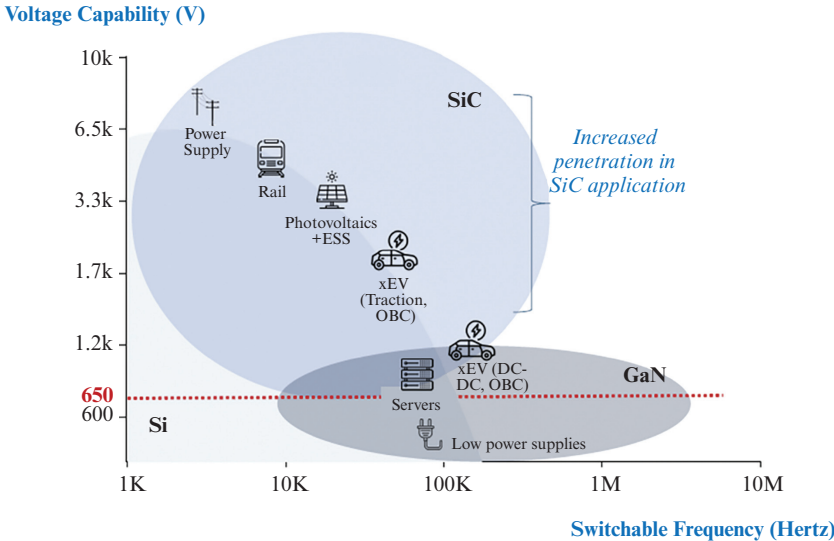 Voltage Capability (V)
10k
SiC
6.5k
Power
Supply
Increased
penetration in
SiC application
Rail
3.3k
Photovoltaics
+ESS
1.7k
xEV
(Traction,
OBC)
1.2k
xEV (DC-
DC, OBC)
GaN
650
600
Servers
Si
Low power supplies
1K
10K
100K
1M
10M
Switchable Frequency (Hertz)